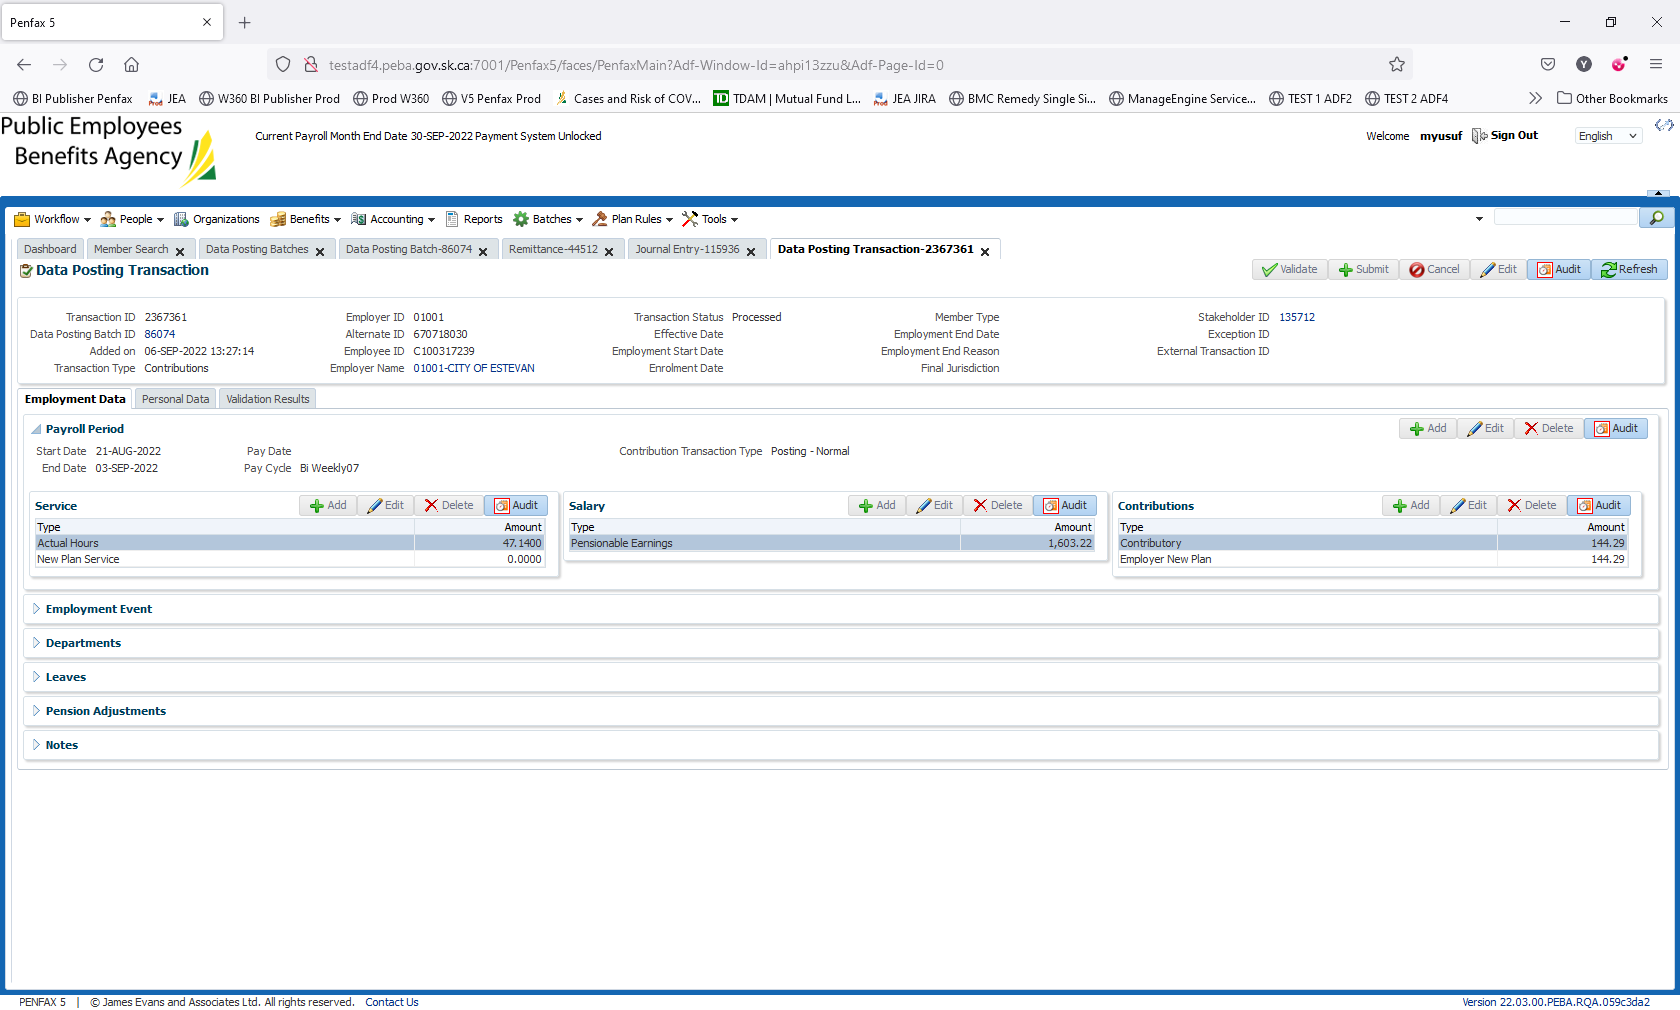 Penfax 5
testadf4.peba.gov.sk.ca:7001/Penfax5/faces/PenfaxMain?Adf-Window-Id=ahpi13zzu&Adf-Page-Id=0
Y
BI Publisher Penfax JEA W360 BI Publisher Prod Prod W360 V5 Penfax Prod Cases and Risk of COV... TDAM | Mutual Fund L... JEA JIRA BMC Remedy Single Si... ManageEngine Service... TEST 1 ADF2 TEST 2 ADF4 Other Bookmarks
Public Employees
Benefits Agency
Current Payroll Month End Date 30-SEP-2022 Payment System Unlocked
Welcome myusuf Sign Out English
Workflow People Organizations Benefits Accounting Reports Batches Plan Rules Tools
Dashboard Member Search Data Posting Batches Data Posting Batch-86074 Remittance-44512 Journal Entry-115936 Data Posting Transaction-2367361
Data Posting Transaction
Validate Submit Cancel Edit Audit Refresh
Transaction ID 2367361 Employer ID 01001 Transaction Status Processed Member Type Stakeholder ID 135712
Data Posting Batch ID 86074 Alternate ID 670718030 Effective Date Employment End Date Exception ID
Added on 06-SEP-2022 13:27:14 Employee ID C100317239 Employment Start Date Employment End Reason External Transaction ID
Transaction Type Contributions Employer Name 01001-CITY OF ESTEVAN Enrolment Date Final Jurisdiction
Employment Data Personal Data Validation Results
Payroll Period Add Edit Delete Audit
Start Date 21-AUG-2022 Pay Date Contribution Transaction Type Posting - Normal
End Date 03-SEP-2022 Pay Cycle Bi Weekly07
Service Add Edit Delete Audit Salary Add Edit Delete Audit Contributions Add Edit Delete Audit
Type Amount Type Amount Type Amount
Actual Hours 47.1400 Pensionable Earnings 1,603.22 Contributory 144.29
New Plan Service 0.0000 Employer New Plan 144.29
Employment Event
Departments
Leaves
Pension Adjustments
Notes
PENFAX 5 | © James Evans and Associates Ltd. All rights reserved. Contact Us Version 22.03.00.PEBA.RQA.059c3da2